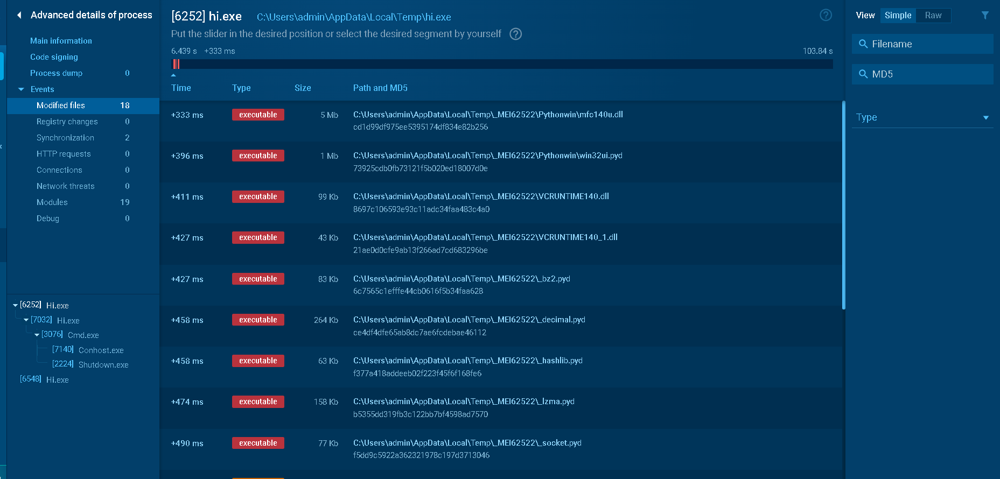 Advanced details of process
Main information
Code signing
Process dump 0
Events
Modified files 18
Registry changes 0
Synchronization 2
HTTP requests 0
Connections 0
Network threats 0
Modules 19
Debug 0
[6252] Hi.exe
[7032] Hi.exe
[3076] Cmd.exe
[7140] Conhost.exe
[2224] Shutdown.exe
[6548] Hi.exe
[6252] hi.exe C:\Users\admin\AppData\Local\Temp\hi.exe
Put the slider in the desired position or select the desired segment by yourself ?
6.439 s +333 ms 103.84 s
Time Type Size Path and MD5
+333 ms executable 5 Mb C:\Users\admin\AppData\Local\Temp\_MEI62522\Pythonwin\mfc140u.dll
cd1d99df975ee5395174df834e82b256
+396 ms executable 1 Mb C:\Users\admin\AppData\Local\Temp\_MEI62522\Pythonwin\win32ui.pyd
73925cdb0fb73121f5b020ed18007d0e
+411 ms executable 99 Kb C:\Users\admin\AppData\Local\Temp\_MEI62522\VCRUNTIME140.dll
8697c106593e93c11adc34faa483c4a0
+427 ms executable 43 Kb C:\Users\admin\AppData\Local\Temp\_MEI62522\VCRUNTIME140_1.dll
21ae0d0cfe9ab13f266ad7cd683296be
+427 ms executable 83 Kb C:\Users\admin\AppData\Local\Temp\_MEI62522\_bz2.pyd
6c7565c1efffe44cb0616f5b34faa628
+458 ms executable 264 Kb C:\Users\admin\AppData\Local\Temp\_MEI62522\_decimal.pyd
ce4df4dfe65ab8dc7ae6fcdebae46112
+458 ms executable 63 Kb C:\Users\admin\AppData\Local\Temp\_MEI62522\_hashlib.pyd
f377a418addeeb02f223f45f6f168fe6
+474 ms executable 158 Kb C:\Users\admin\AppData\Local\Temp\_MEI62522\_lzma.pyd
b5355dd319fb3c122bb7bf4598ad7570
+490 ms executable 77 Kb C:\Users\admin\AppData\Local\Temp\_MEI62522\_socket.pyd
f5dd9c5922a362321978c197d3713046
?
View Simple Raw
Filename
MD5
Type